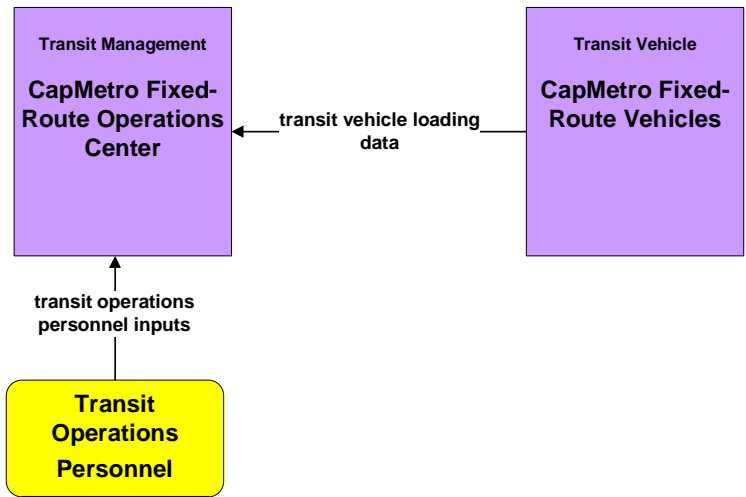 Transit Management
CapMetro Fixed-
Route Operations
Center
transit vehicle loading
data
Transit Vehicle
CapMetro Fixed-
Route Vehicles
transit operations
personnel inputs
Transit
Operations
Personnel